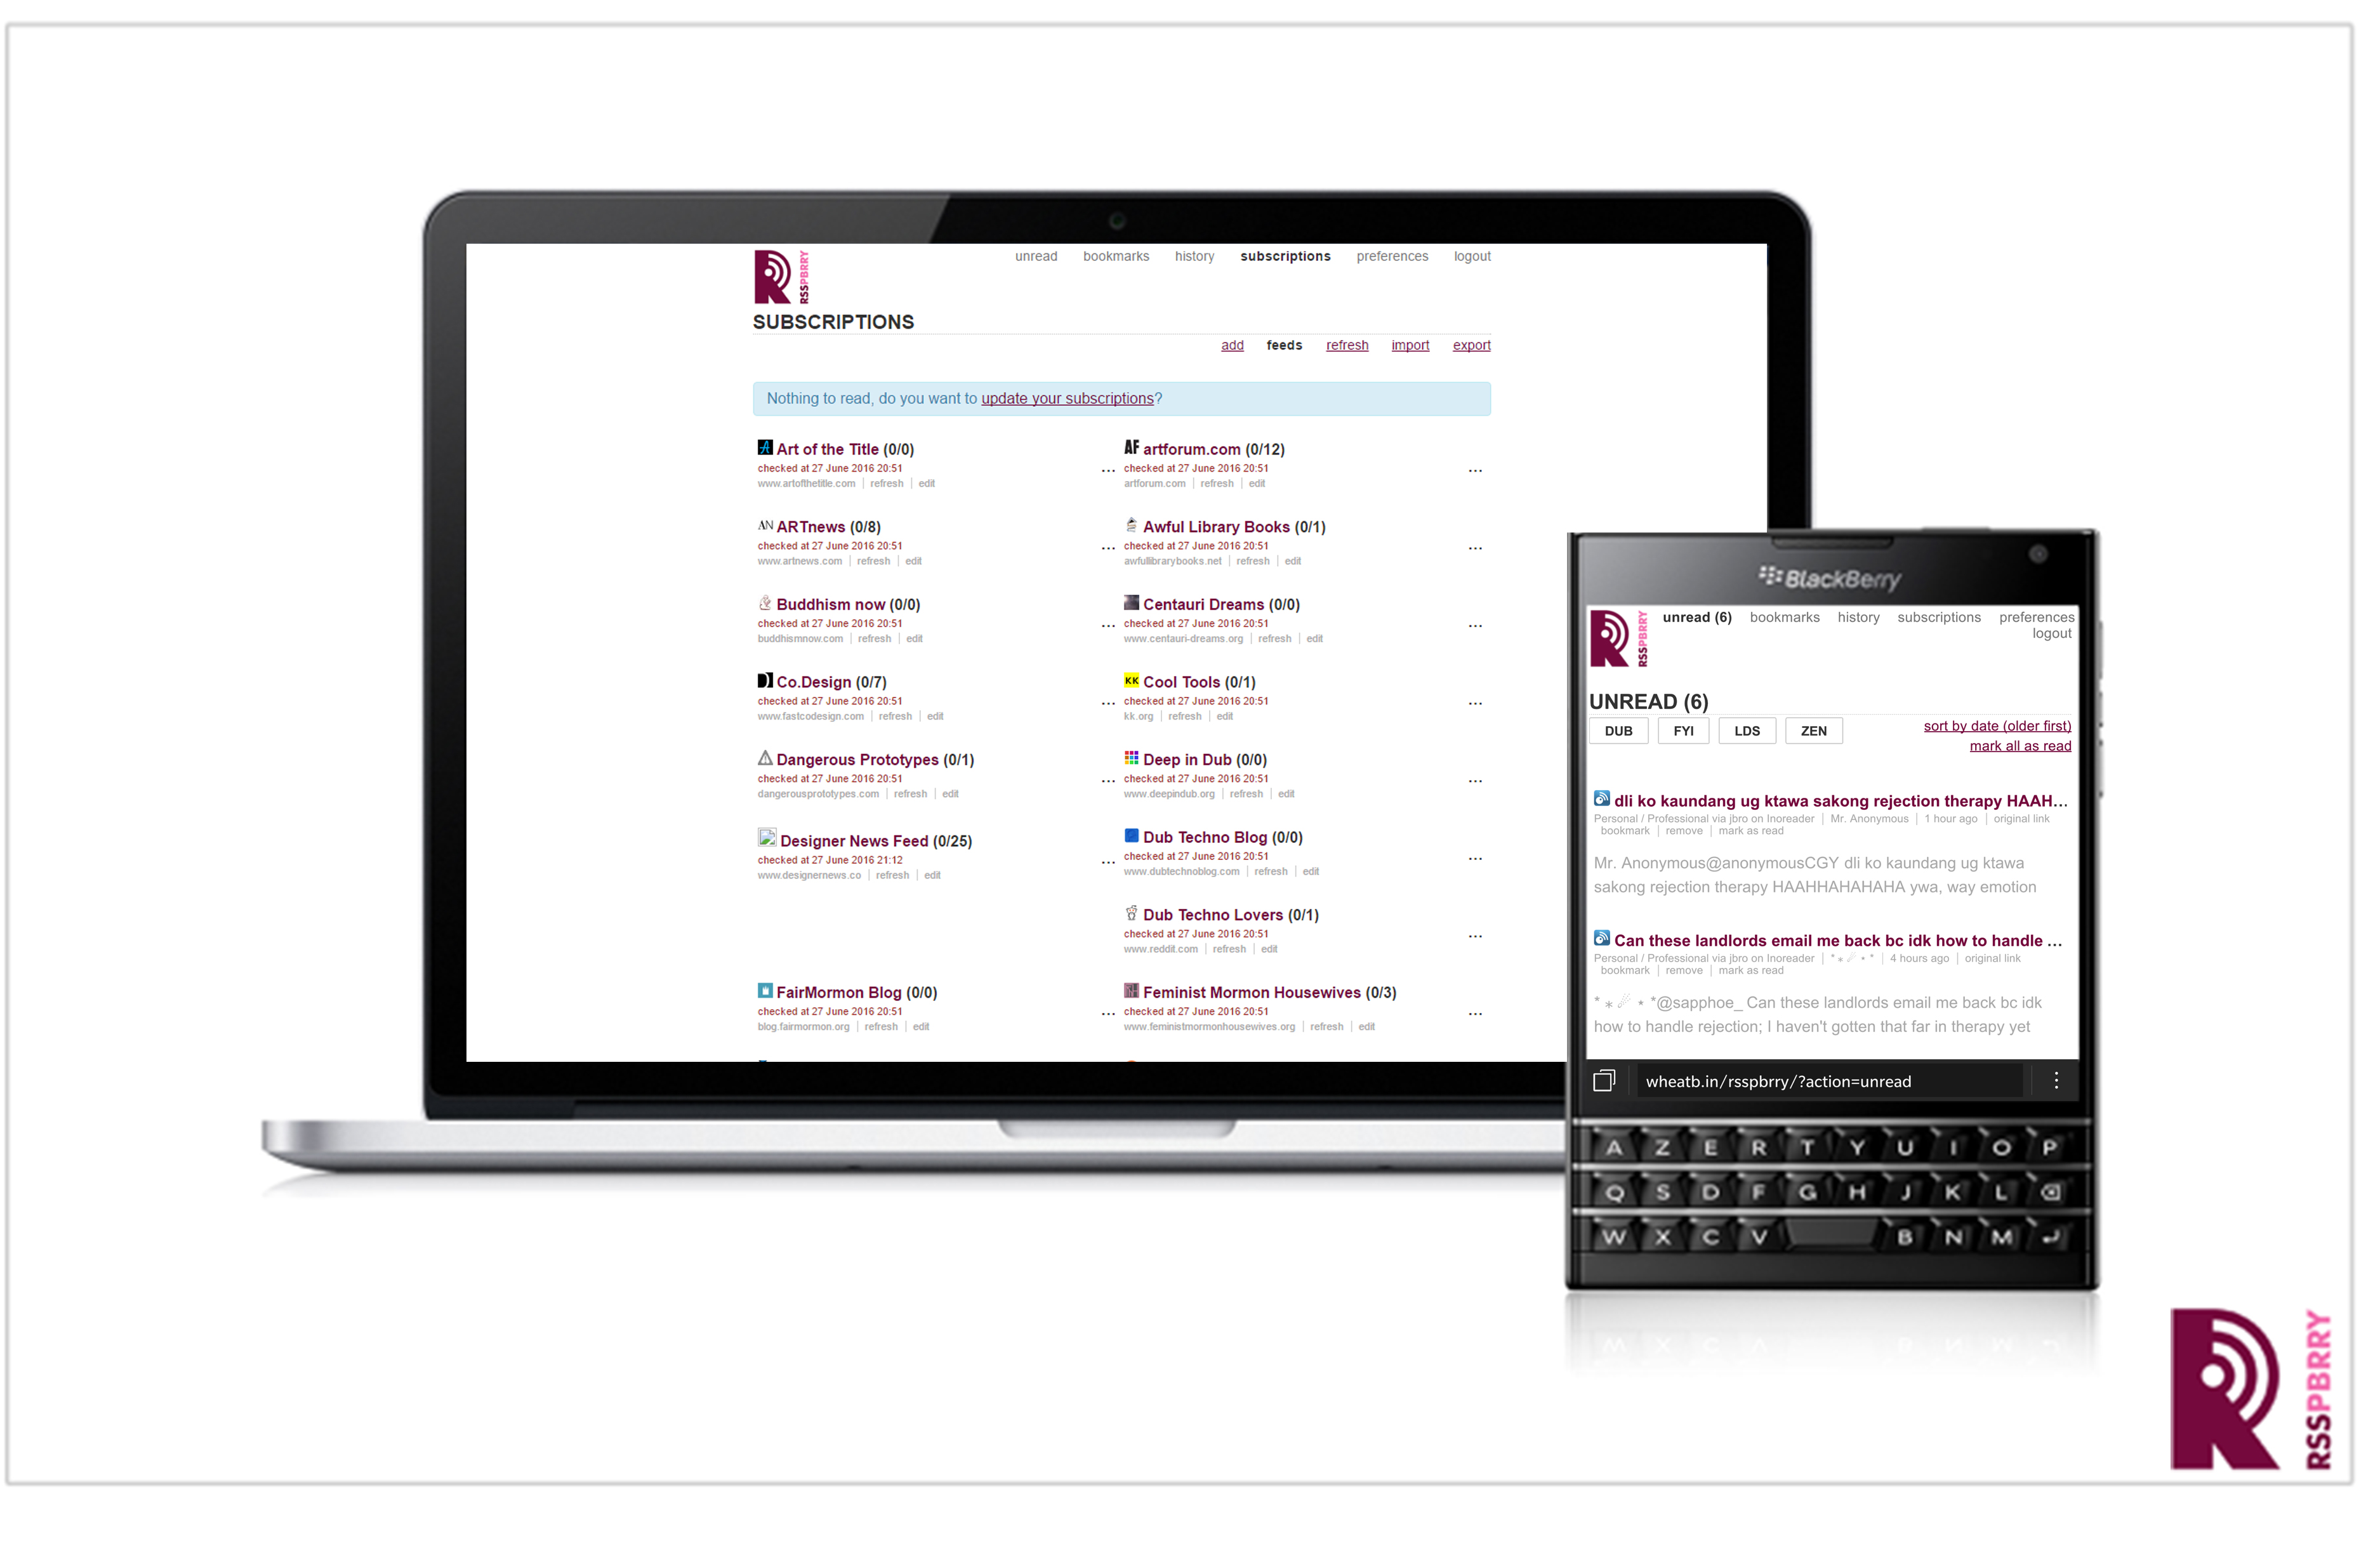 RSSPBRRY
unread bookmarks history subscriptions preferences logout
SUBSCRIPTIONS
add feeds refresh import export
Nothing to read, do you want to update your subscriptions?
Art of the Title (0/0)
checked at 27 June 2016 20:51
www.artofthetitle.com | refresh | edit
...
AF artforum.com (0/12)
checked at 27 June 2016 20:51
artforum.com | refresh | edit
...
AN ARTnews (0/8)
checked at 27 June 2016 20:51
www.artnews.com | refresh | edit
...
Awful Library Books (0/1)
checked at 27 June 2016 20:51
awfullibrarybooks.net | refresh | edit
...
Buddhism now (0/0)
checked at 27 June 2016 20:51
buddhismnow.com | refresh | edit
...
Centauri Dreams (0/0)
checked at 27 June 2016 20:51
www.centauri-dreams.org | refresh | edit
...
Co.Design (0/7)
checked at 27 June 2016 20:51
www.fastcodesign.com | refresh | edit
...
KK Cool Tools (0/1)
checked at 27 June 2016 20:51
kk.org | refresh | edit
...
Dangerous Prototypes (0/1)
checked at 27 June 2016 20:51
dangerousprototypes.com | refresh | edit
...
Deep in Dub (0/0)
checked at 27 June 2016 20:51
www.deepindub.org | refresh | edit
...
Designer News Feed (0/25)
checked at 27 June 2016 21:12
www.designernews.co | refresh | edit
...
Dub Techno Blog (0/0)
checked at 27 June 2016 20:51
www.dubtechnoblog.com | refresh | edit
...
Dub Techno Lovers (0/1)
checked at 27 June 2016 20:51
www.reddit.com | refresh | edit
...
FairMormon Blog (0/0)
checked at 27 June 2016 20:51
blog.fairmormon.org | refresh | edit
...
Feminist Mormon Housewives (0/3)
checked at 27 June 2016 20:51
www.feministmormonhousewives.org | refresh | edit
...
BlackBerry
RSSPBRRY
unread (6) bookmarks history subscriptions preferences
logout
UNREAD (6)
DUB FYI LDS ZEN
sort by date (older first)
mark all as read
dli ko kaundang ug ktawa sakong rejection therapy HAAH...
Personal / Professional via jbro on Inoreader | Mr. Anonymous | 1 hour ago | original link
bookmark | remove | mark as read
Mr. Anonymous@anonymousCGY dli ko kaundang ug ktawa
sakong rejection therapy HAAHHAHAHAHA ywa, way emotion
Can these landlords email me back bc idk how to handle ...
Personal / Professional via jbro on Inoreader | *⁎☄⋆* | 4 hours ago | original link
bookmark | remove | mark as read
*⁎☄⋆*@sapphoe_ Can these landlords email me back bc idk
how to handle rejection; I haven't gotten that far in therapy yet
wheatb.in/rsspbrry/?action=unread
A Z E R T Y U I O P
Q S D F G H J K L
W X C V B N M
RSSPBRRY